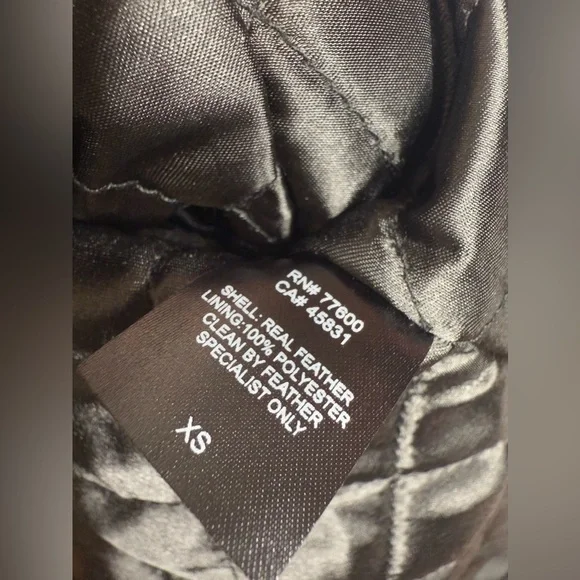 RN# 77600
CA# 45831
SHELL: REAL FEATHER
LINING:100% POLYESTER
CLEAN BY FEATHER
SPECIALIST ONLY
XS